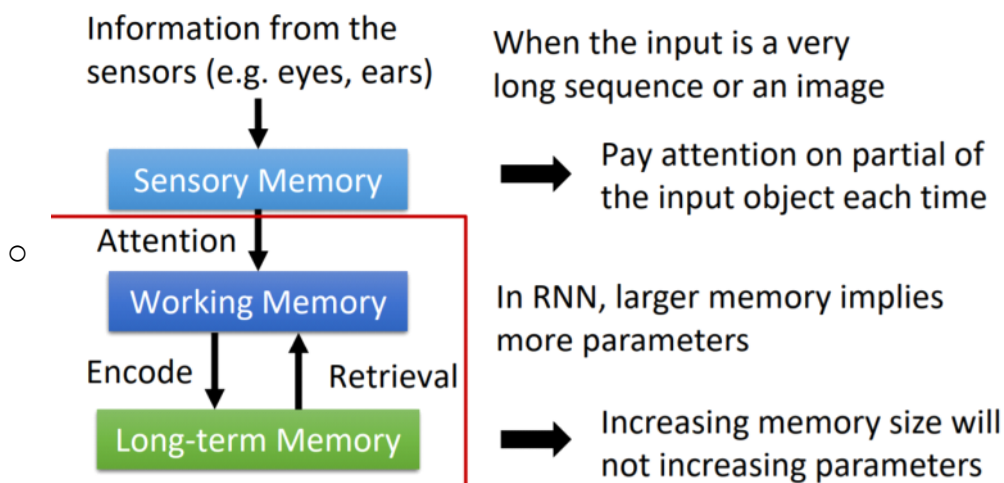 Information from the
sensors (e.g. eyes, ears)
Sensory Memory
Attention
Working Memory
Encode
Retrieval
Long-term Memory
When the input is a very
long sequence or an image
Pay attention on partial of
the input object each time
In RNN, larger memory implies
more parameters
Increasing memory size will
not increasing parameters